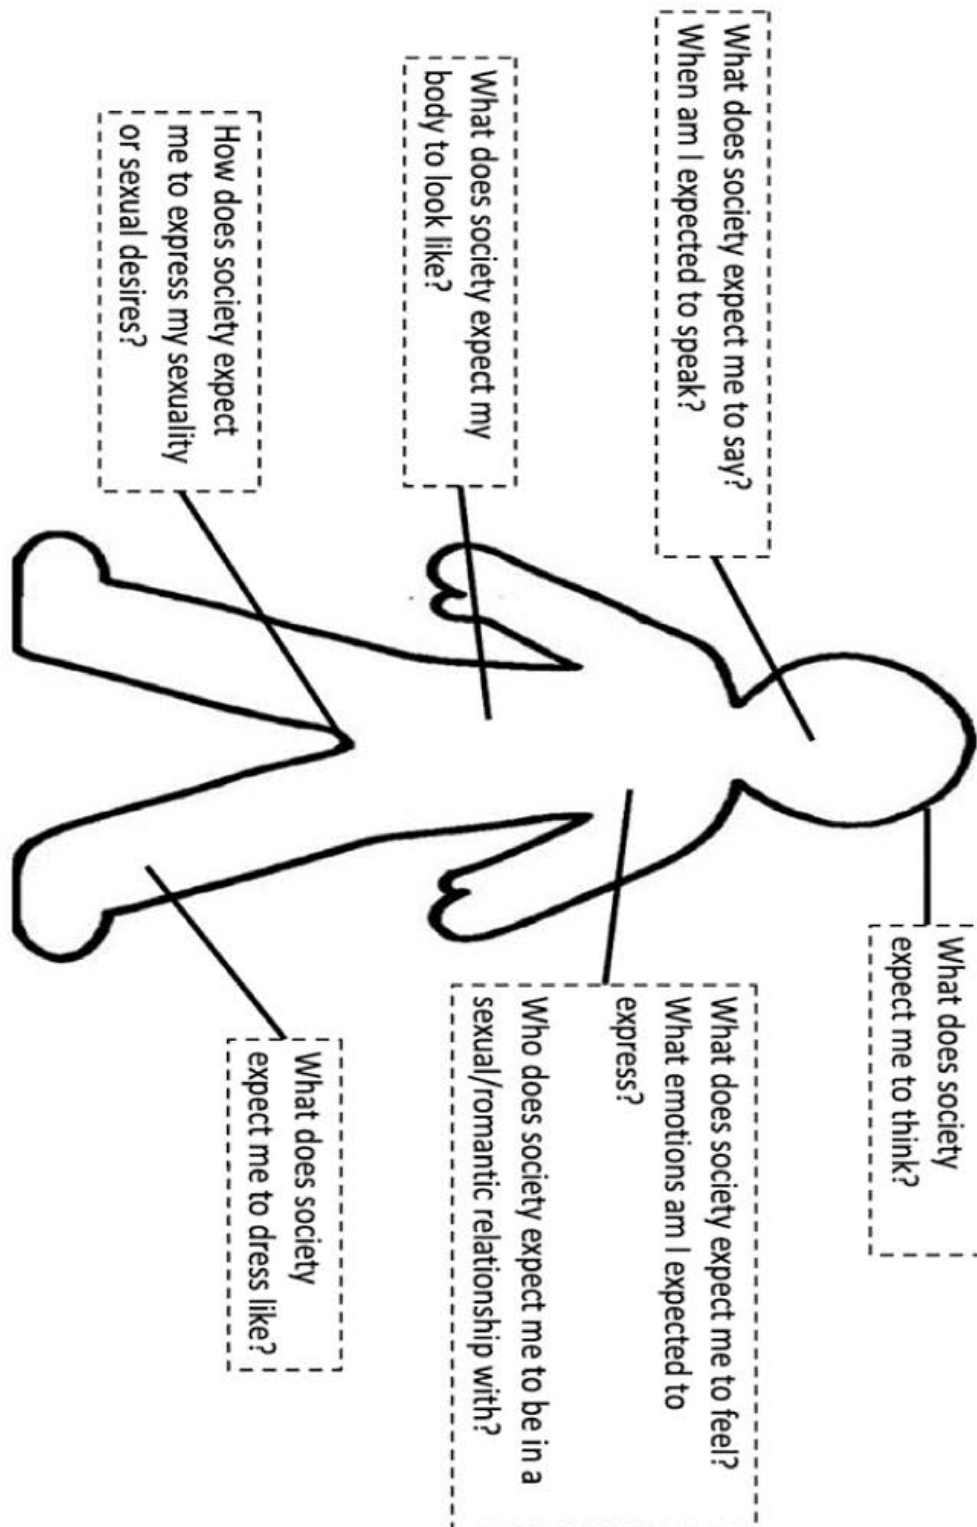 What does society
expect me to think?
What does society expect me to say?
When am I expected to speak?
What does society expect me to feel?
What emotions am I expected to
express?
Who does society expect me to be in a
sexual/romantic relationship with?
What does society expect my
body to look like?
How does society expect
me to express my sexuality
or sexual desires?
What does society
expect me to dress like?